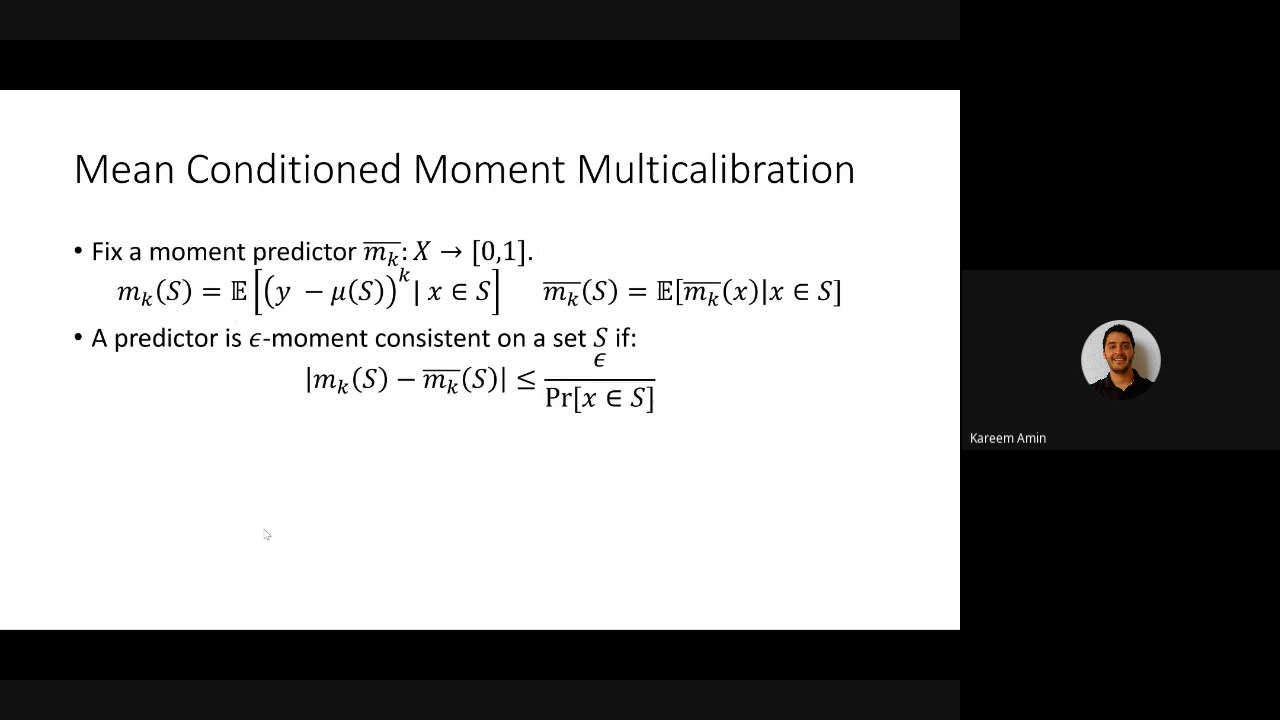 Mean Conditioned Moment Multicalibration
• Fix a moment predictor $\overline{m_k}: X \to [0,1]$.
$m_k(S) = \mathbb{E}\left[\left(y - \mu(S)\right)^k | x \in S\right]$ $\overline{m_k}(S) = \mathbb{E}[\overline{m_k}(x)|x \in S]$
• A predictor is $\epsilon$-moment consistent on a set $S$ if:
$\left|m_k(S) - \overline{m_k}(S)\right| \leq \frac{\epsilon}{\Pr[x \in S]}$
Kareem Amin